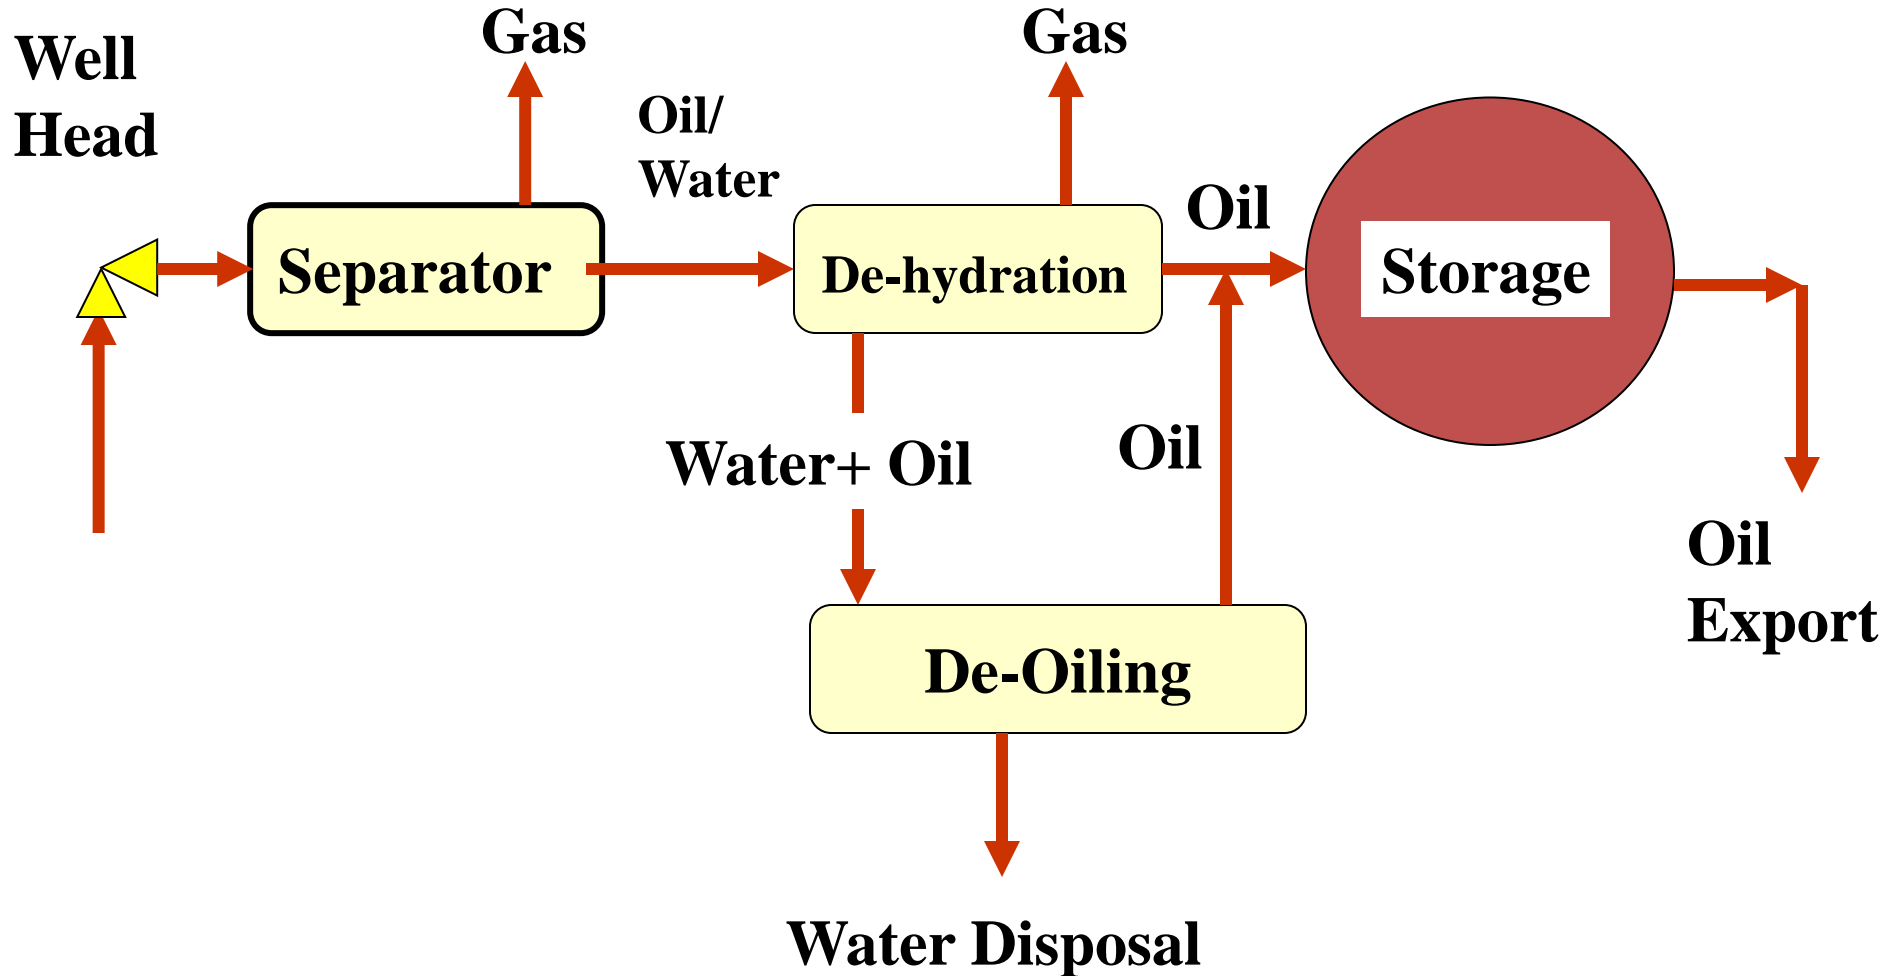 Well
Head
Gas
Oil/
Water
Gas
Oil
Separator
De-hydration
Storage
Water+ Oil
Oil
Oil
Export
De-Oiling
Water Disposal